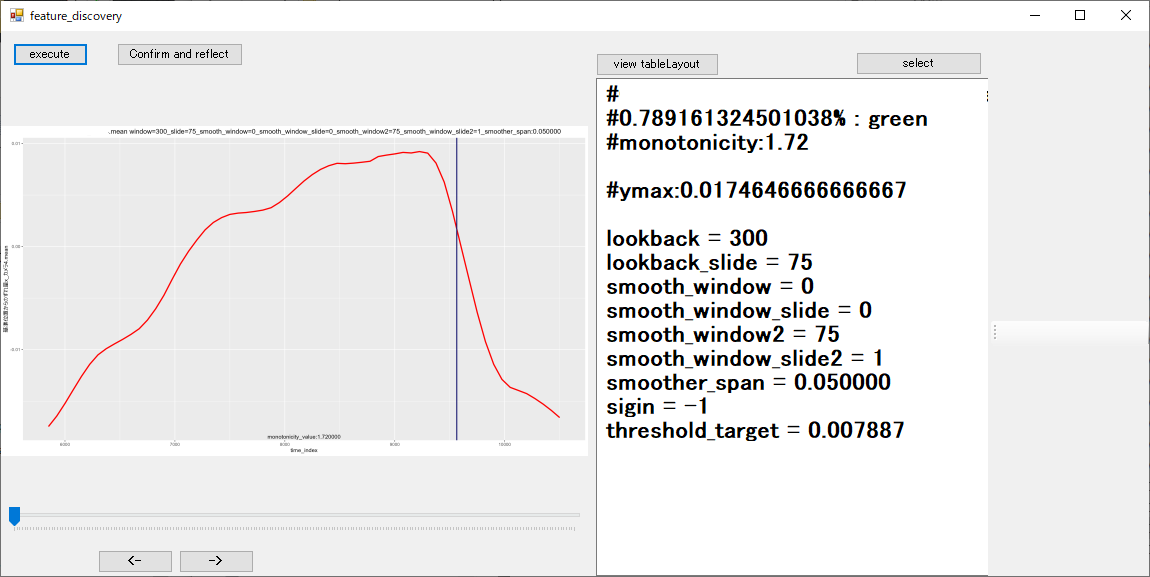 feature_discovery
execute
Confirm and reflect
view tableLayout
select
.mean window=300_slide=75_smooth_window=0_smooth_window_slide=0_smooth_window2=75_smooth_window_slide2=1_smoother_span:0.050000
0.01
0.00
-0.01
monotonicity_value:1.720000
6000
7000
8000
9000
10000
time_index
#
#0.789161324501038% : green
#monotonicity:1.72
#ymax:0.0174646666666667
lookback = 300
lookback_slide = 75
smooth_window = 0
smooth_window_slide = 0
smooth_window2 = 75
smooth_window_slide2 = 1
smoother_span = 0.050000
sigin = -1
threshold_target = 0.007887
<-
->